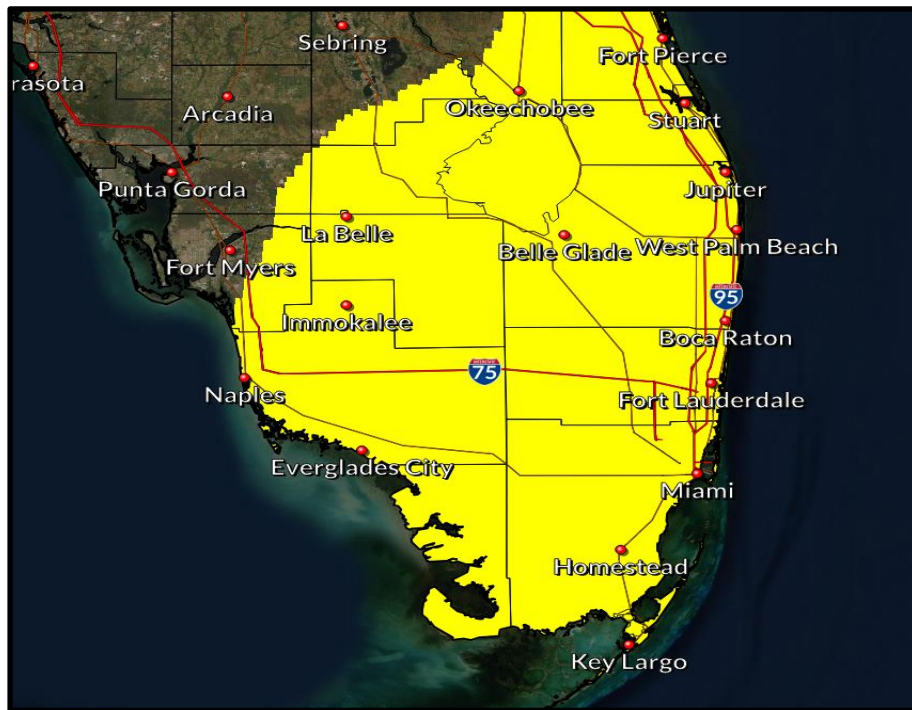 Sebring
Fort Pierce
rasota
Okeechobee
Arcadia
Stuart
Punta Gorda
Jupiter
La Belle
Belle Glade
West Palm Beach
Fort Myers
95
Immokalee
Boca Raton
75
Naples
Fort Lauderdale
Everglades City
Miami
Homestead
Key Largo